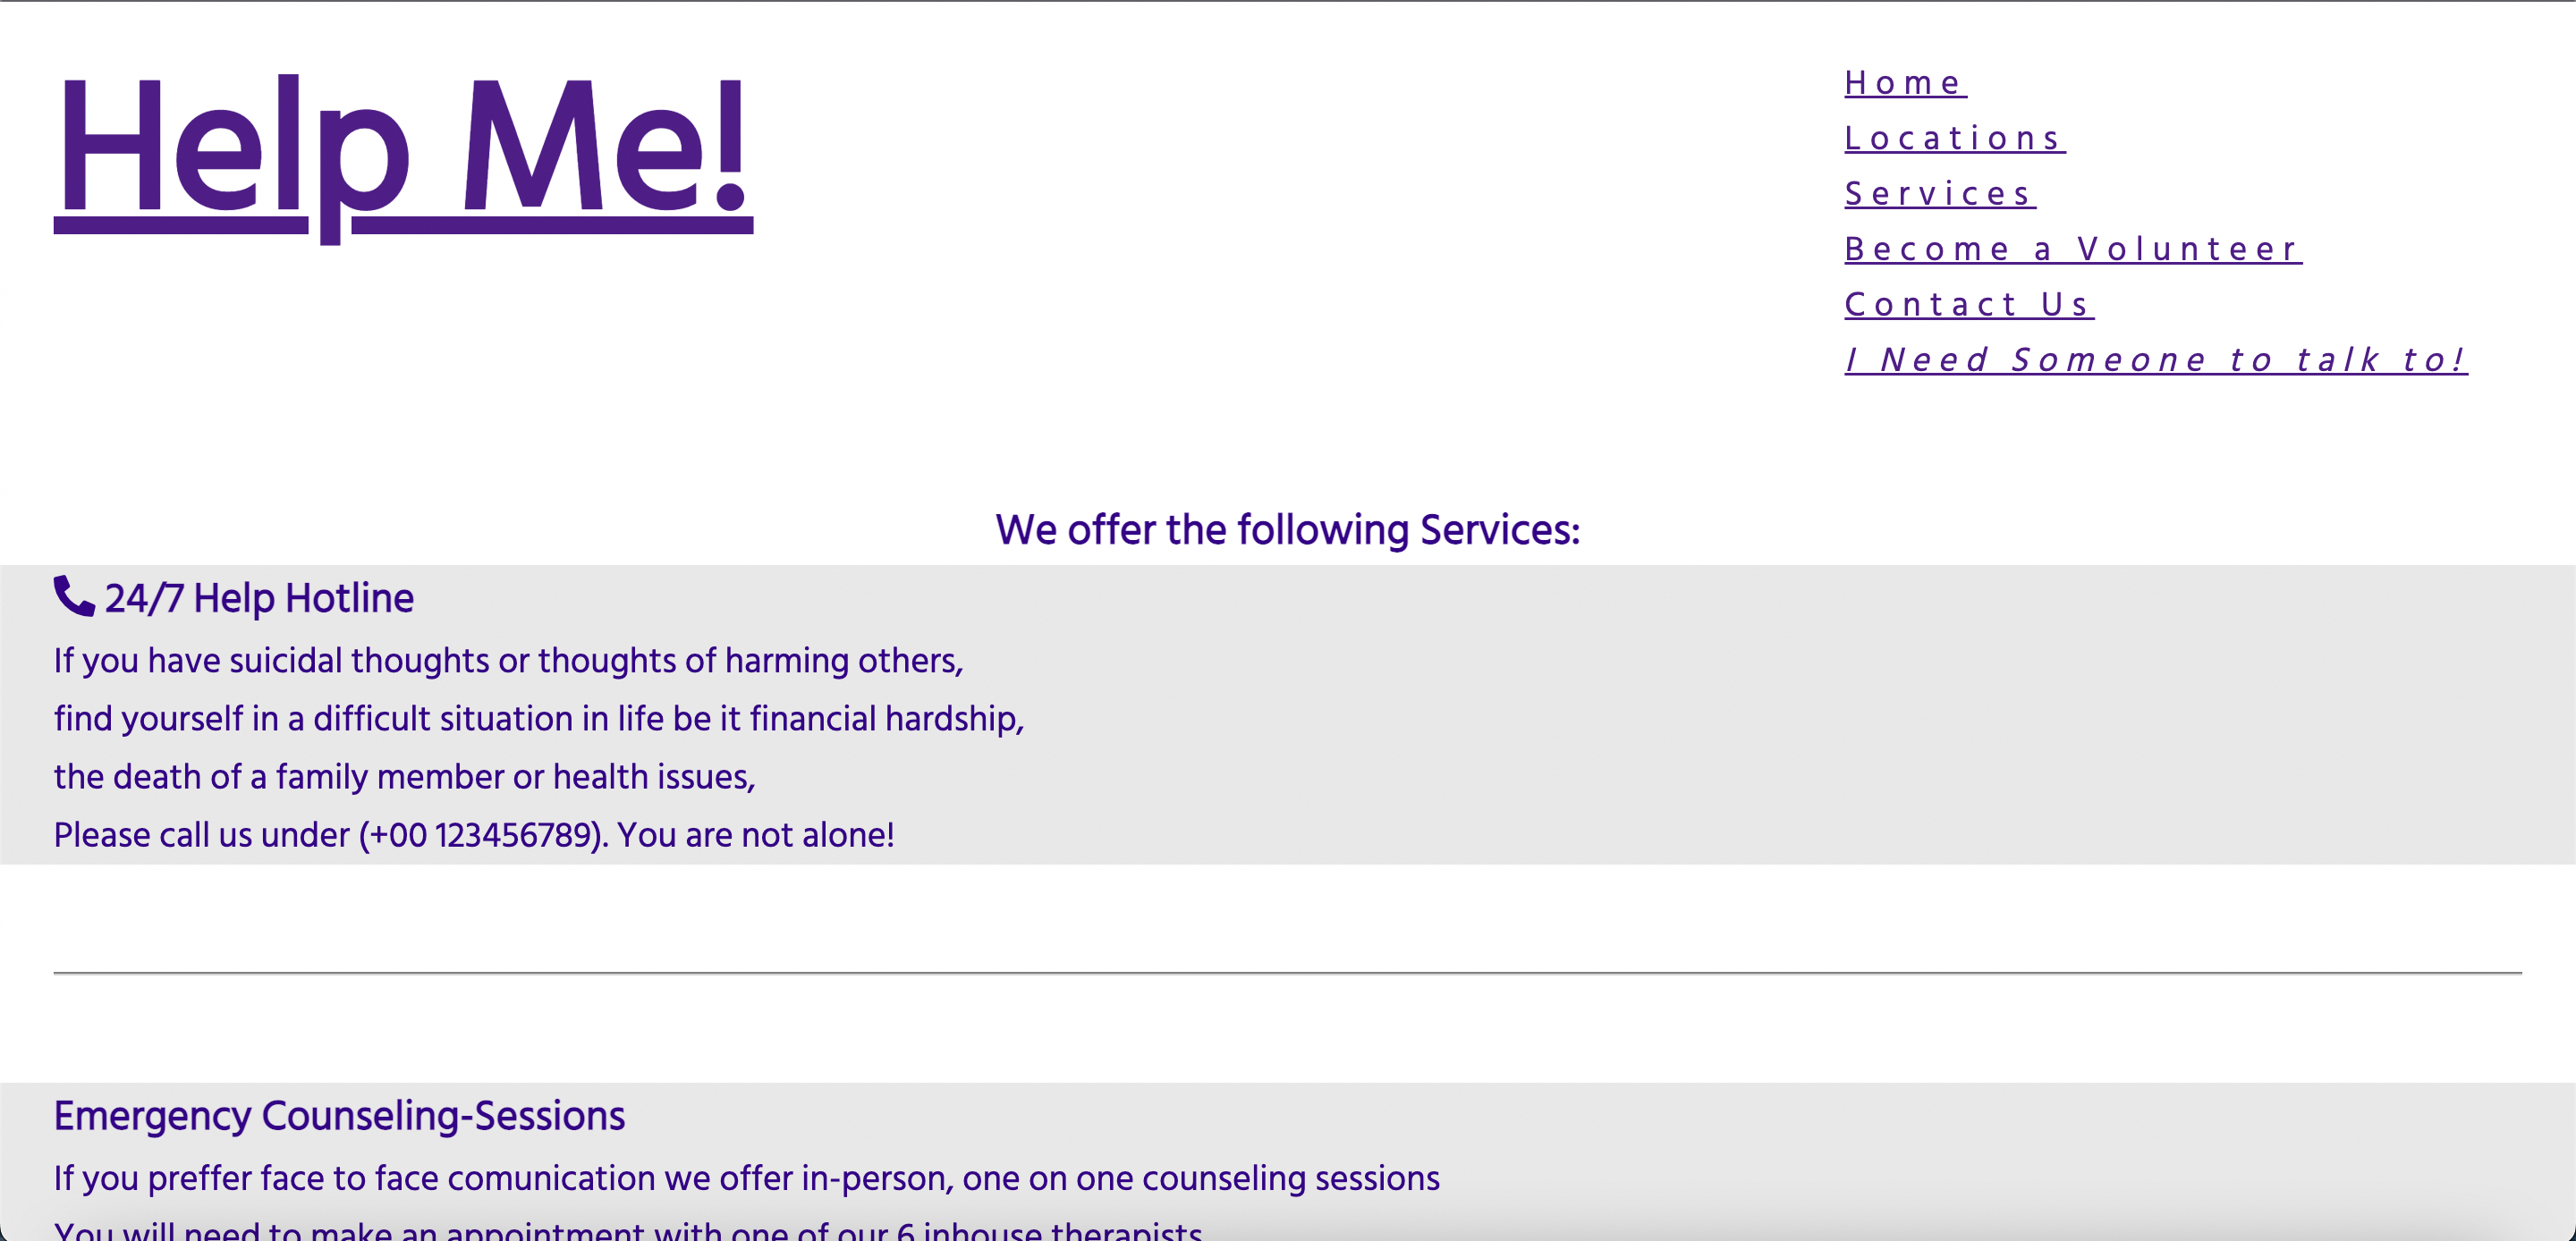 Help Me!
Home
Locations
Services
Become a Volunteer
Contact Us
I Need Someone to talk to!
We offer the following Services:
24/7 Help Hotline
If you have suicidal thoughts or thoughts of harming others,
find yourself in a difficult situation in life be it financial hardship,
the death of a family member or health issues,
Please call us under (+00 123456789). You are not alone!
Emergency Counseling-Sessions
If you preffer face to face comunication we offer in-person, one on one counseling sessions
You will need to make an appointment with one of our 6 inhouse therapists